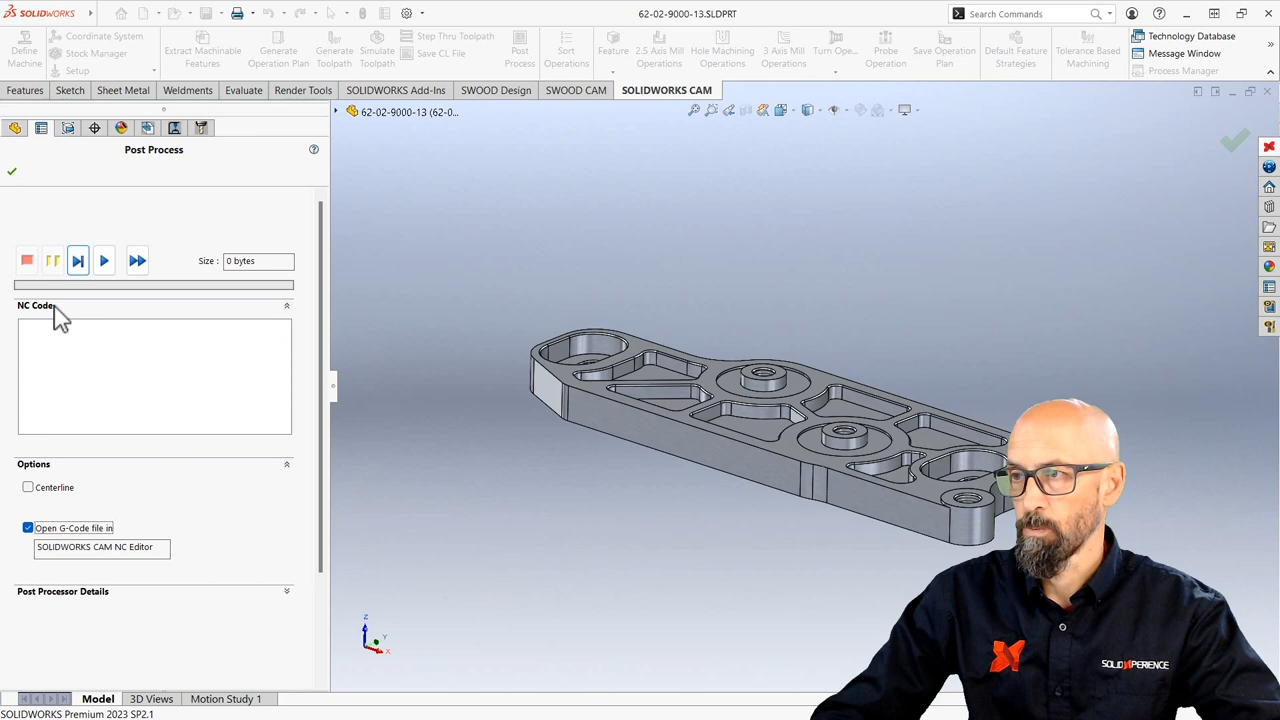 SOLIDWORKS
62-02-9000-13.SLDPRT
Search Commands
Define Machine
Coordinate System
Stock Manager
Setup
Extract Machinable Features
Generate Operation Plan
Generate Toolpath
Simulate Toolpath
Step Thru Toolpath
Save CL File
Post Process
Sort Operations
Feature
2.5 Axis Mill Operations
Hole Machining Operations
3 Axis Mill Operations
Turn Ope...
Probe Operation
Save Operation Plan
Default Feature Strategies
Tolerance Based Machining
Technology Database
Message Window
Process Manager
Features
Sketch
Sheet Metal
Weldments
Evaluate
Render Tools
SOLIDWORKS Add-Ins
SWOOD Design
SWOOD CAM
SOLIDWORKS CAM
62-02-9000-13 (62-0...
Post Process
Size :
0 bytes
NC Code
Options
Centerline
Open G-Code file in
SOLIDWORKS CAM NC Editor
Post Processor Details
Z
Y
X
SOLIDXPERIENCE
Model
3D Views
Motion Study 1
SOLIDWORKS Premium 2023 SP2.1